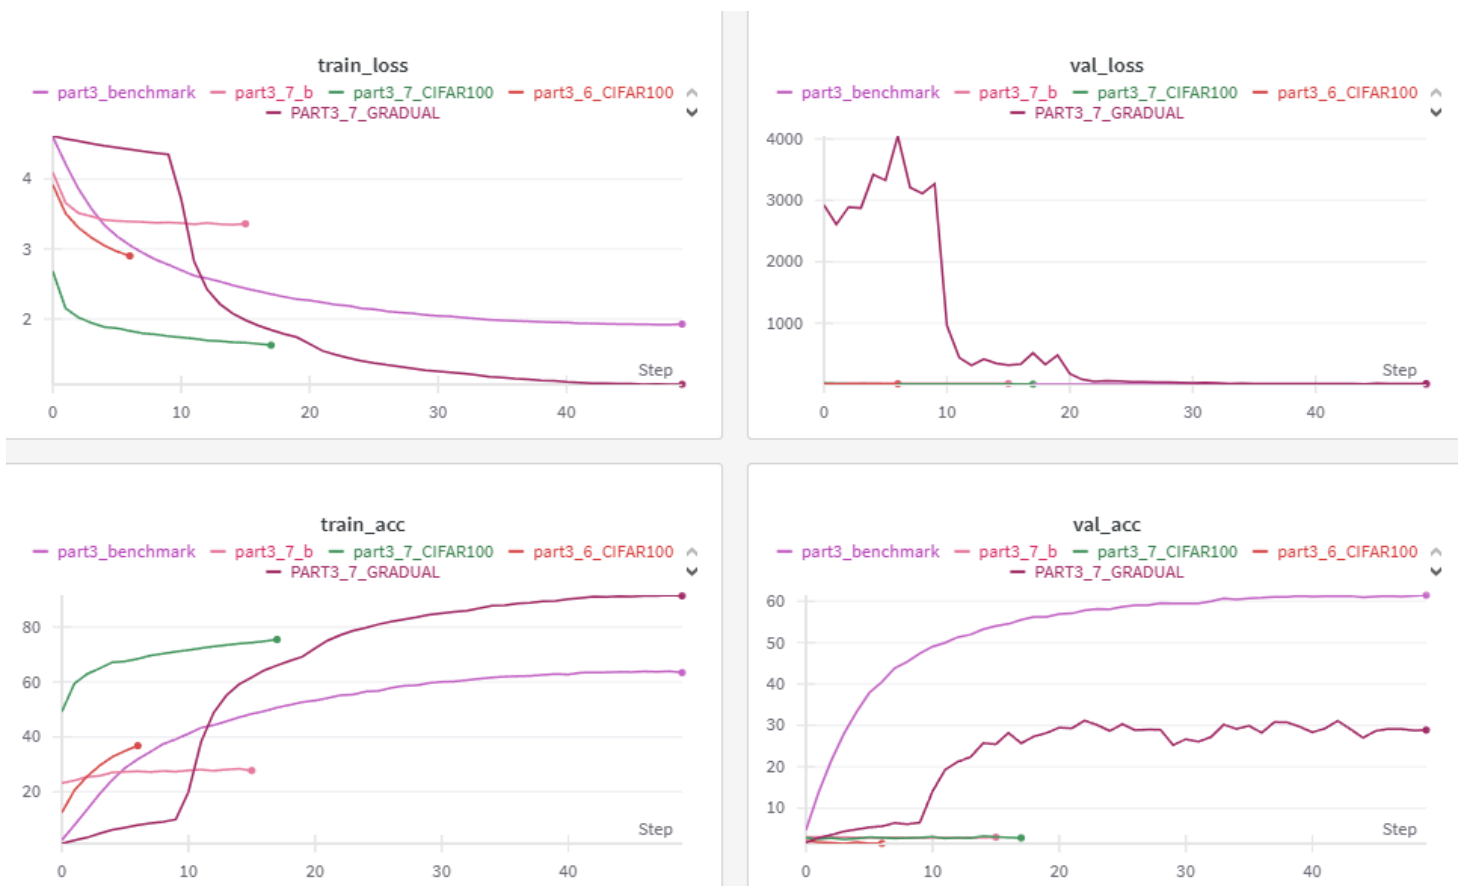 train_loss
part3_benchmark part3_7_b part3_7_CIFAR100 part3_6_CIFAR100
PART3_7_GRADUAL
4
3
2
Step
0 10 20 30 40
val_loss
part3_benchmark part3_7_b part3_7_CIFAR100 part3_6_CIFAR100
PART3_7_GRADUAL
4000
3000
2000
1000
Step
0 10 20 30 40
train_acc
part3_benchmark part3_7_b part3_7_CIFAR100 part3_6_CIFAR100
PART3_7_GRADUAL
80
60
40
20
Step
0 10 20 30 40
val_acc
part3_benchmark part3_7_b part3_7_CIFAR100 part3_6_CIFAR100
PART3_7_GRADUAL
60
50
40
30
20
10
Step
0 10 20 30 40